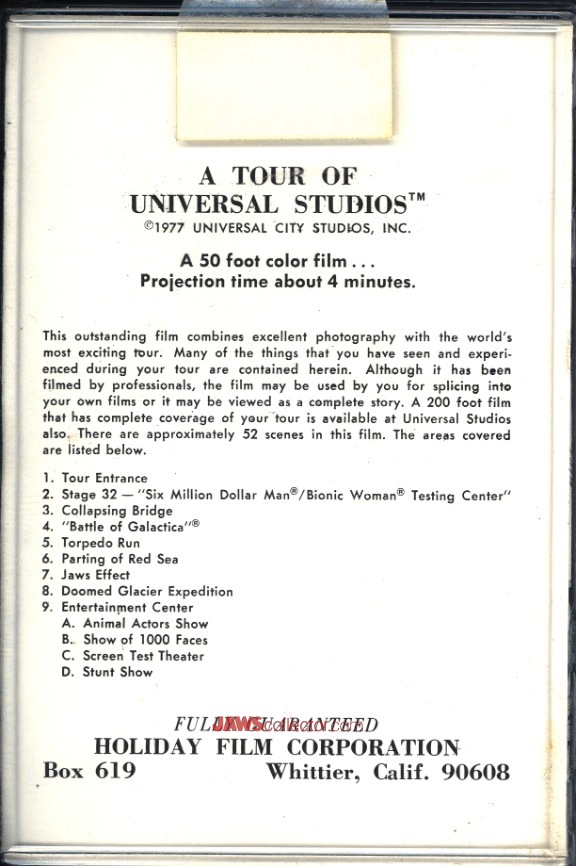 A TOUR OF
UNIVERSAL STUDIOS™
©1977 UNIVERSAL CITY STUDIOS, INC.
A 50 foot color film . . .
Projection time about 4 minutes.
This outstanding film combines excellent photography with the world's
most exciting tour. Many of the things that you have seen and experi-
enced during your tour are contained herein. Although it has been
filmed by professionals, the film may be used by you for splicing into
your own films or it may be viewed as a complete story. A 200 foot film
that has complete coverage of your tour is available at Universal Studios
also. There are approximately 52 scenes in this film. The areas covered
are listed below.
1. Tour Entrance
2. Stage 32 — "Six Million Dollar Man®/Bionic Woman® Testing Center"
3. Collapsing Bridge
4. "Battle of Galactica"®
5. Torpedo Run
6. Parting of Red Sea
7. Jaws Effect
8. Doomed Glacier Expedition
9. Entertainment Center
A. Animal Actors Show
B. Show of 1000 Faces
C. Screen Test Theater
D. Stunt Show
FULLY GUARANTEED
JAWScollector.com
HOLIDAY FILM CORPORATION
Box 619 Whittier, Calif. 90608